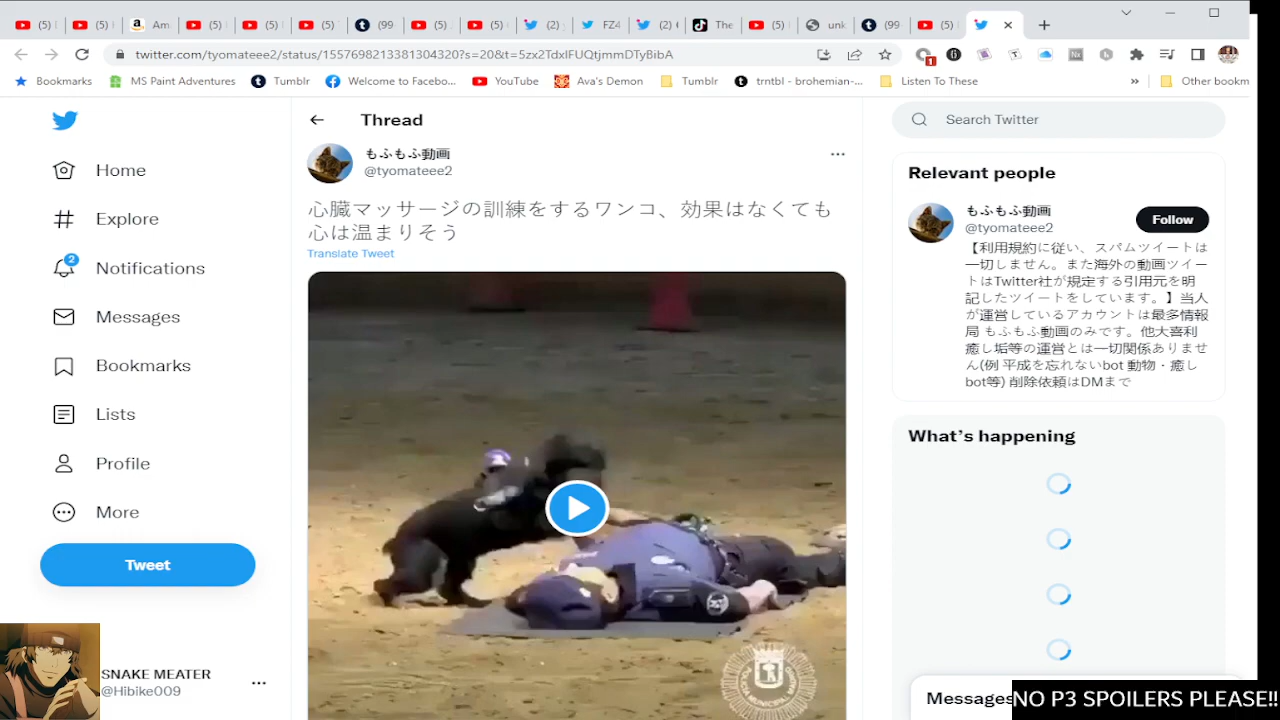 (5)
(5)
Am
(5)
(5)
(5)
(99
(5)
(5)
FZ4
(2)
The
(5)
unk
(99
(5)
twitter.com/tyomateee2/status/1557698213381304320?s=20&t=5zx2TdxIFUQtjmmDTyBibA
Bookmarks
MS Paint Adventures
Tumblr
Welcome to Facebo...
YouTube
Ava's Demon
Tumblr
trntbl - brohemian-...
Listen To These
»
Other bookm
Home
Explore
2
Notifications
Messages
Bookmarks
Lists
Profile
More
Tweet
SNAKE MEATER
@Hibike009
Thread
もふもふ動画
@tyomateee2
心臓マッサージの訓練をするワンコ、効果はなくても
心は温まりそう
Translate Tweet
Search Twitter
Relevant people
もふもふ動画
@tyomateee2
Follow
【利用規約に従い、スパムツイートは
一切しません。また海外の動画ツイー
トはTwitter社が規定する引用元を明
記したツイートをしています。】当人
が運営しているアカウントは最多情報
局 もふもふ動画のみです。他大喜利
癒し垢等の運営とは一切関係ありませ
ん(例 平成を忘れないbot 動物・癒し
bot等) 削除依頼はDMまで
What's happening
Messages
NO P3 SPOILERS PLEASE!!